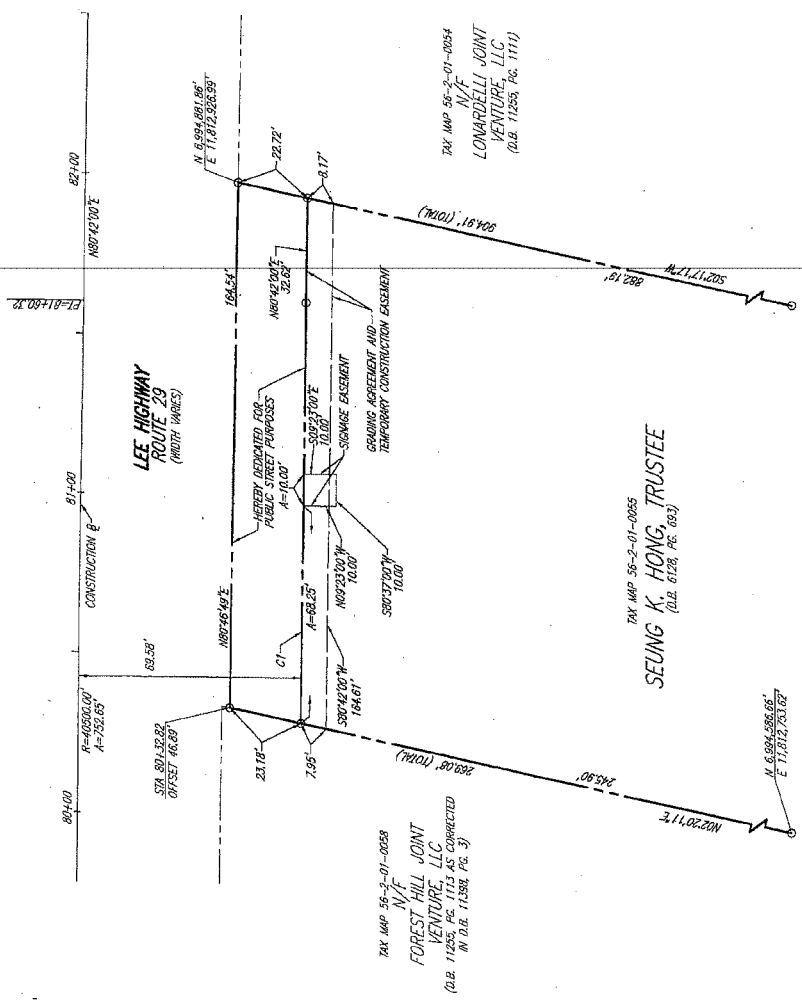 80+00
R=40500.00'
A=752.65'
CONSTRUCTION ℄
81+00
PT=81+60.32
N80°42'00"E
82+00
69.58'
LEE HIGHWAY
ROUTE 29
(WIDTH VARIES)
STA 80+32.82
OFFSET 46.89'
N80°46'49"E
164.54'
N 6,994,881.86'
E 11,812,926.99'
23.18'
HEREBY DEDICATED FOR
PUBLIC STREET PURPOSES
A=10.00'
22.72'
C1
A=68.25'
S09°23'00"E
10.00'
SIGNAGE EASEMENT
N80°42'00"E
32.62'
8.17'
7.95'
S80°42'00"W
164.61'
N09°23'00"W
10.00'
S80°37'00"W
10.00'
GRADING AGREEMENT AND
TEMPORARY CONSTRUCTION EASEMENT
TAX MAP 56-2-01-0058
N/F
FOREST HILL JOINT
VENTURE, LLC
(D.B. 11255, PG. 1113 AS CORRECTED
IN D.B. 11398, PG. 3)
269.08' (TOTAL)
245.90'
N02°20'11"E
N 6,994,586.66'
E 11,812,753.62'
TAX MAP 56-2-01-0055
SEUNG K. HONG, TRUSTEE
(D.B. 6128, PG. 693)
904.91' (TOTAL)
882.19'
S02°17'17"W
TAX MAP 56-2-01-0054
N/F
LONARDELLI JOINT
VENTURE, LLC
(D.B. 11255, PG. 1111)